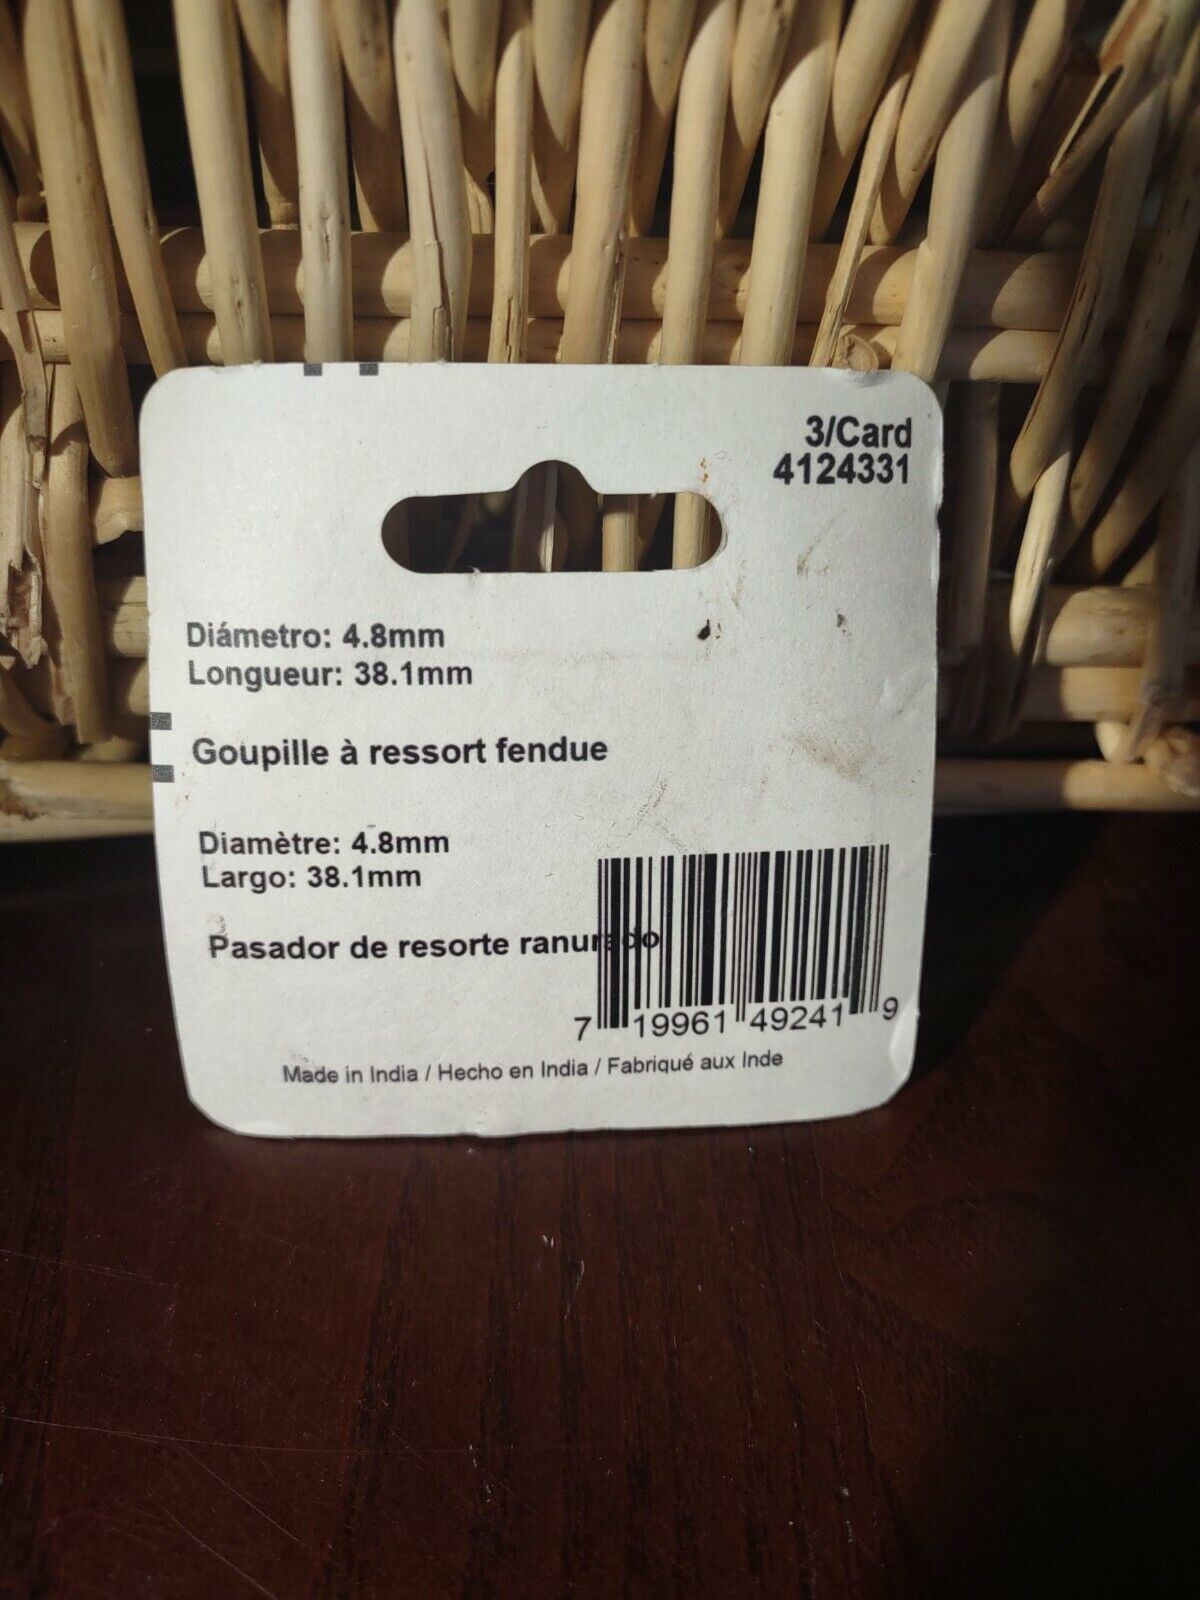 3/Card
4124331
Diámetro: 4.8mm
Longueur: 38.1mm
Goupille à ressort fendue
Diamètre: 4.8mm
Largo: 38.1mm
Pasador de resorte ranurado
7 19961 49241 9
Made in India / Hecho en India / Fabriqué aux Inde